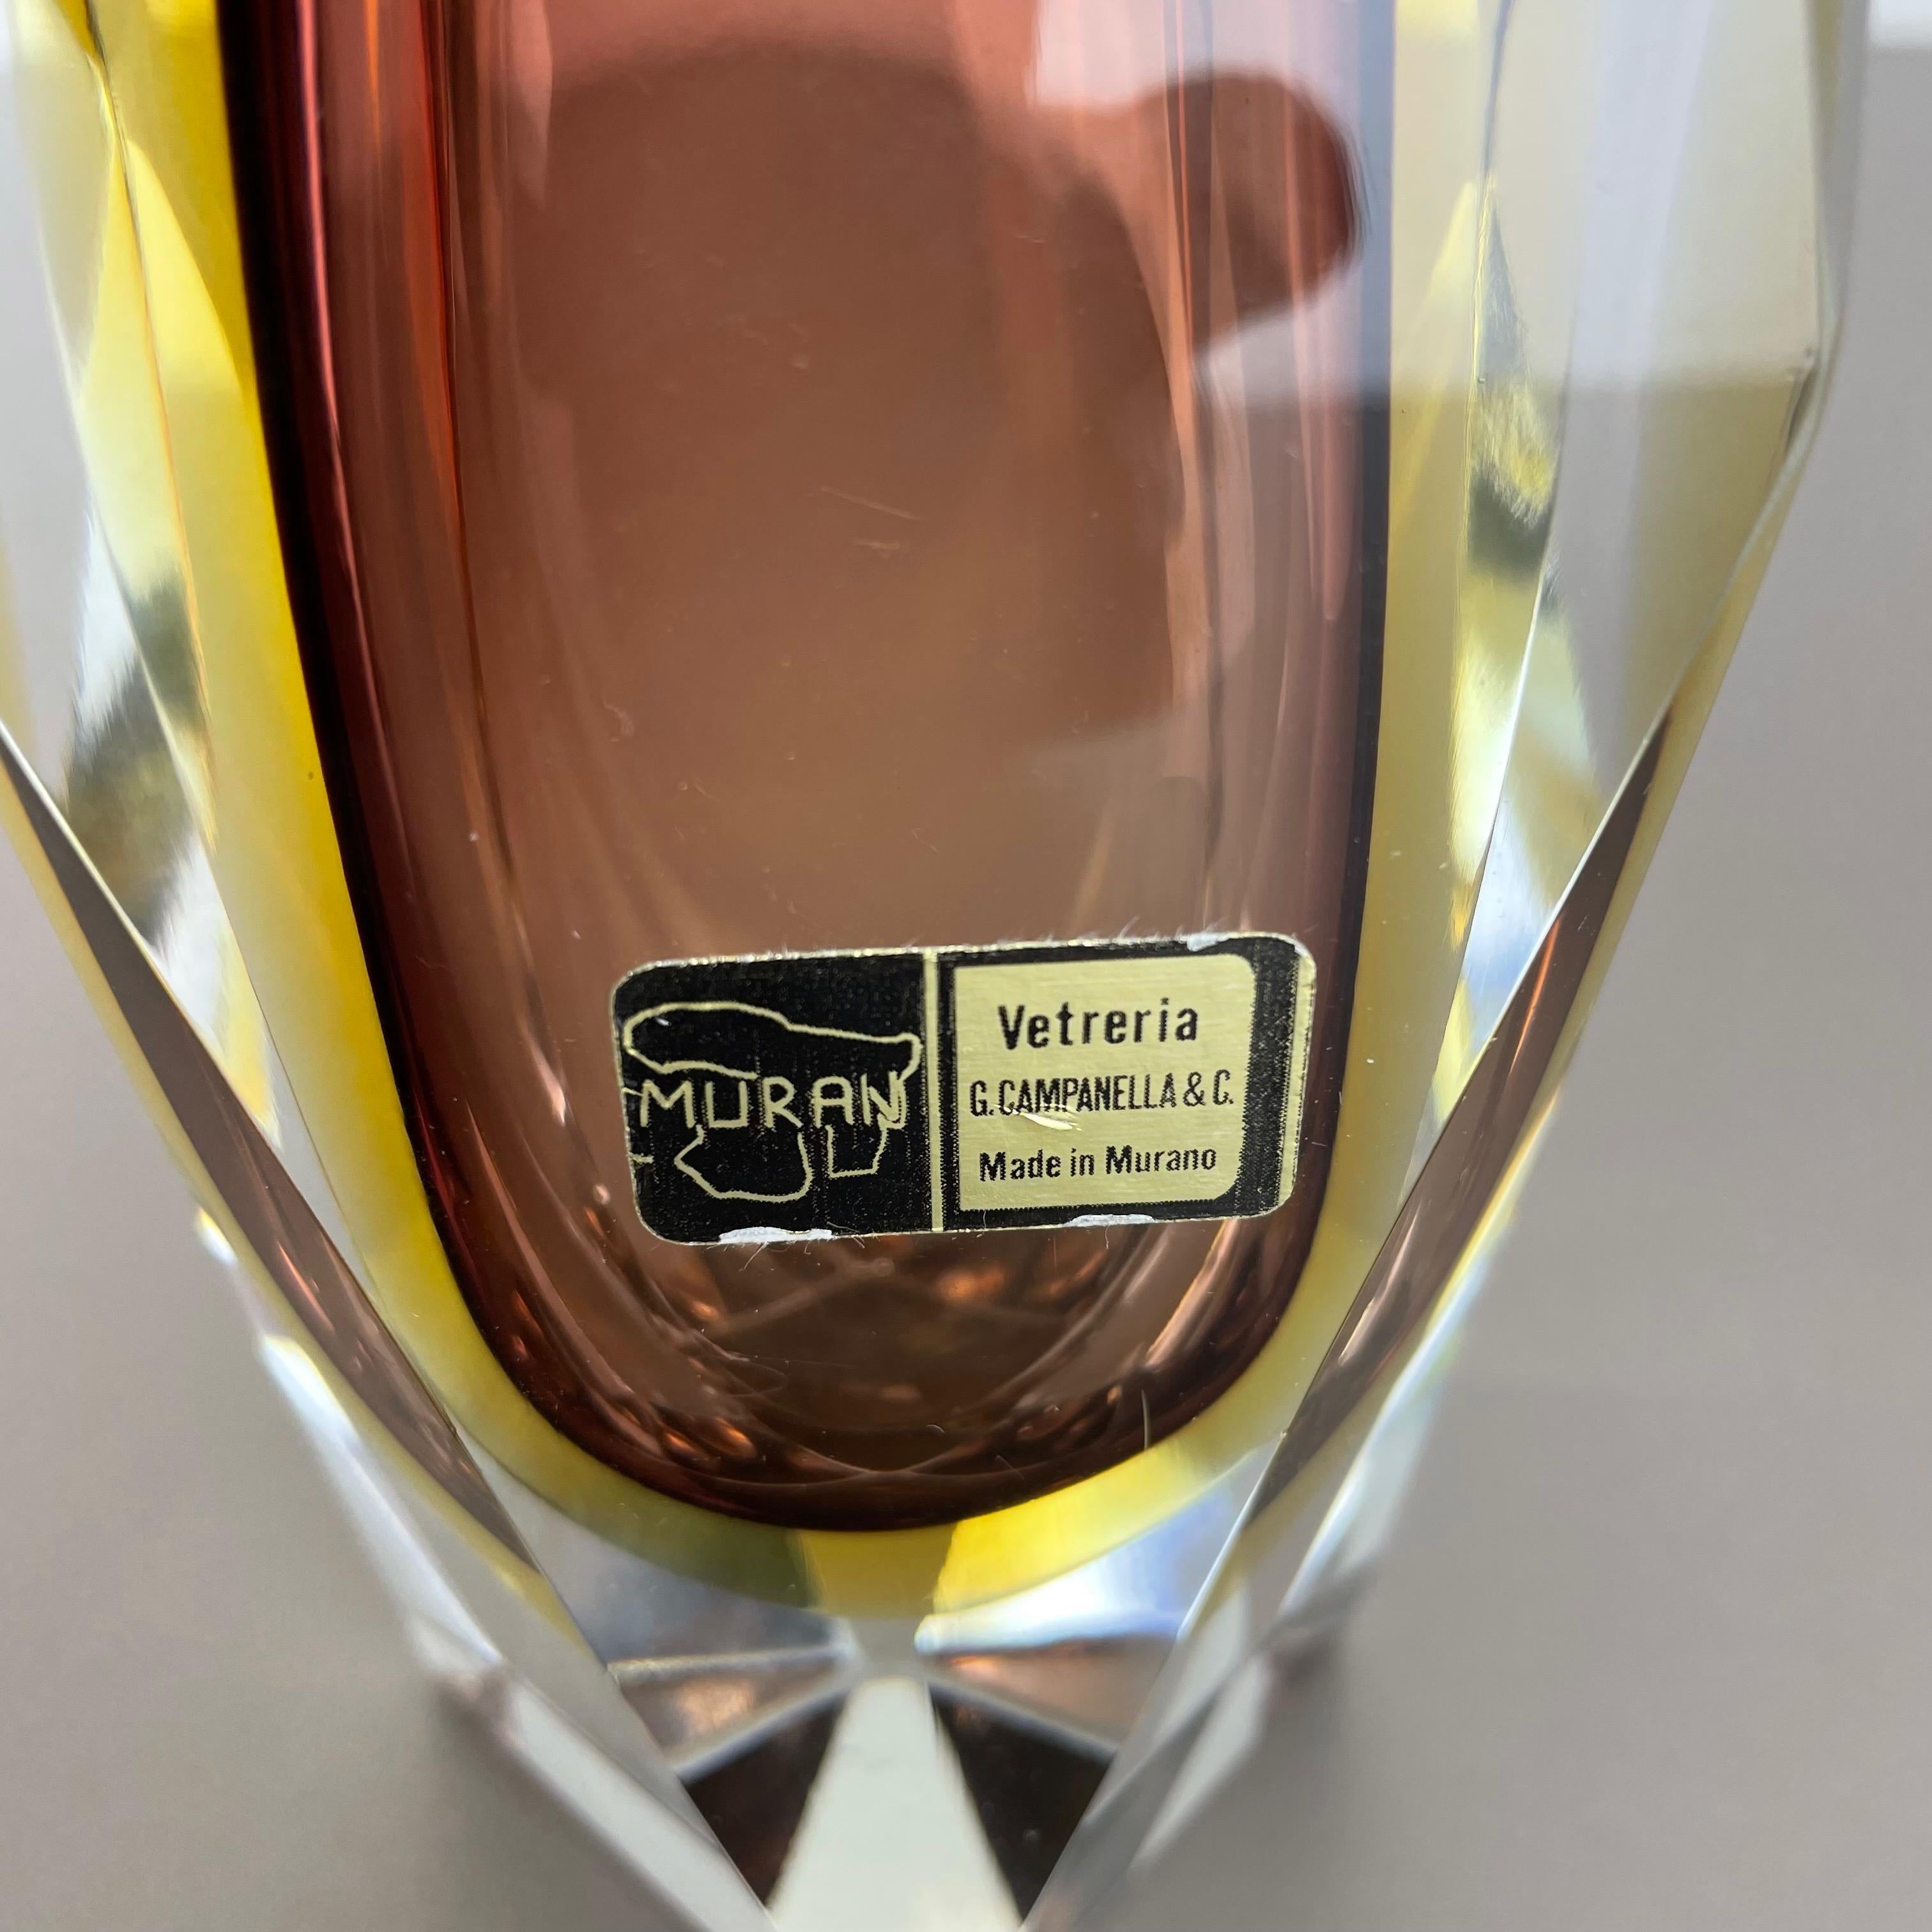 MURAN
Vetreria
G. CAMPANELLA & C.
Made in Murano